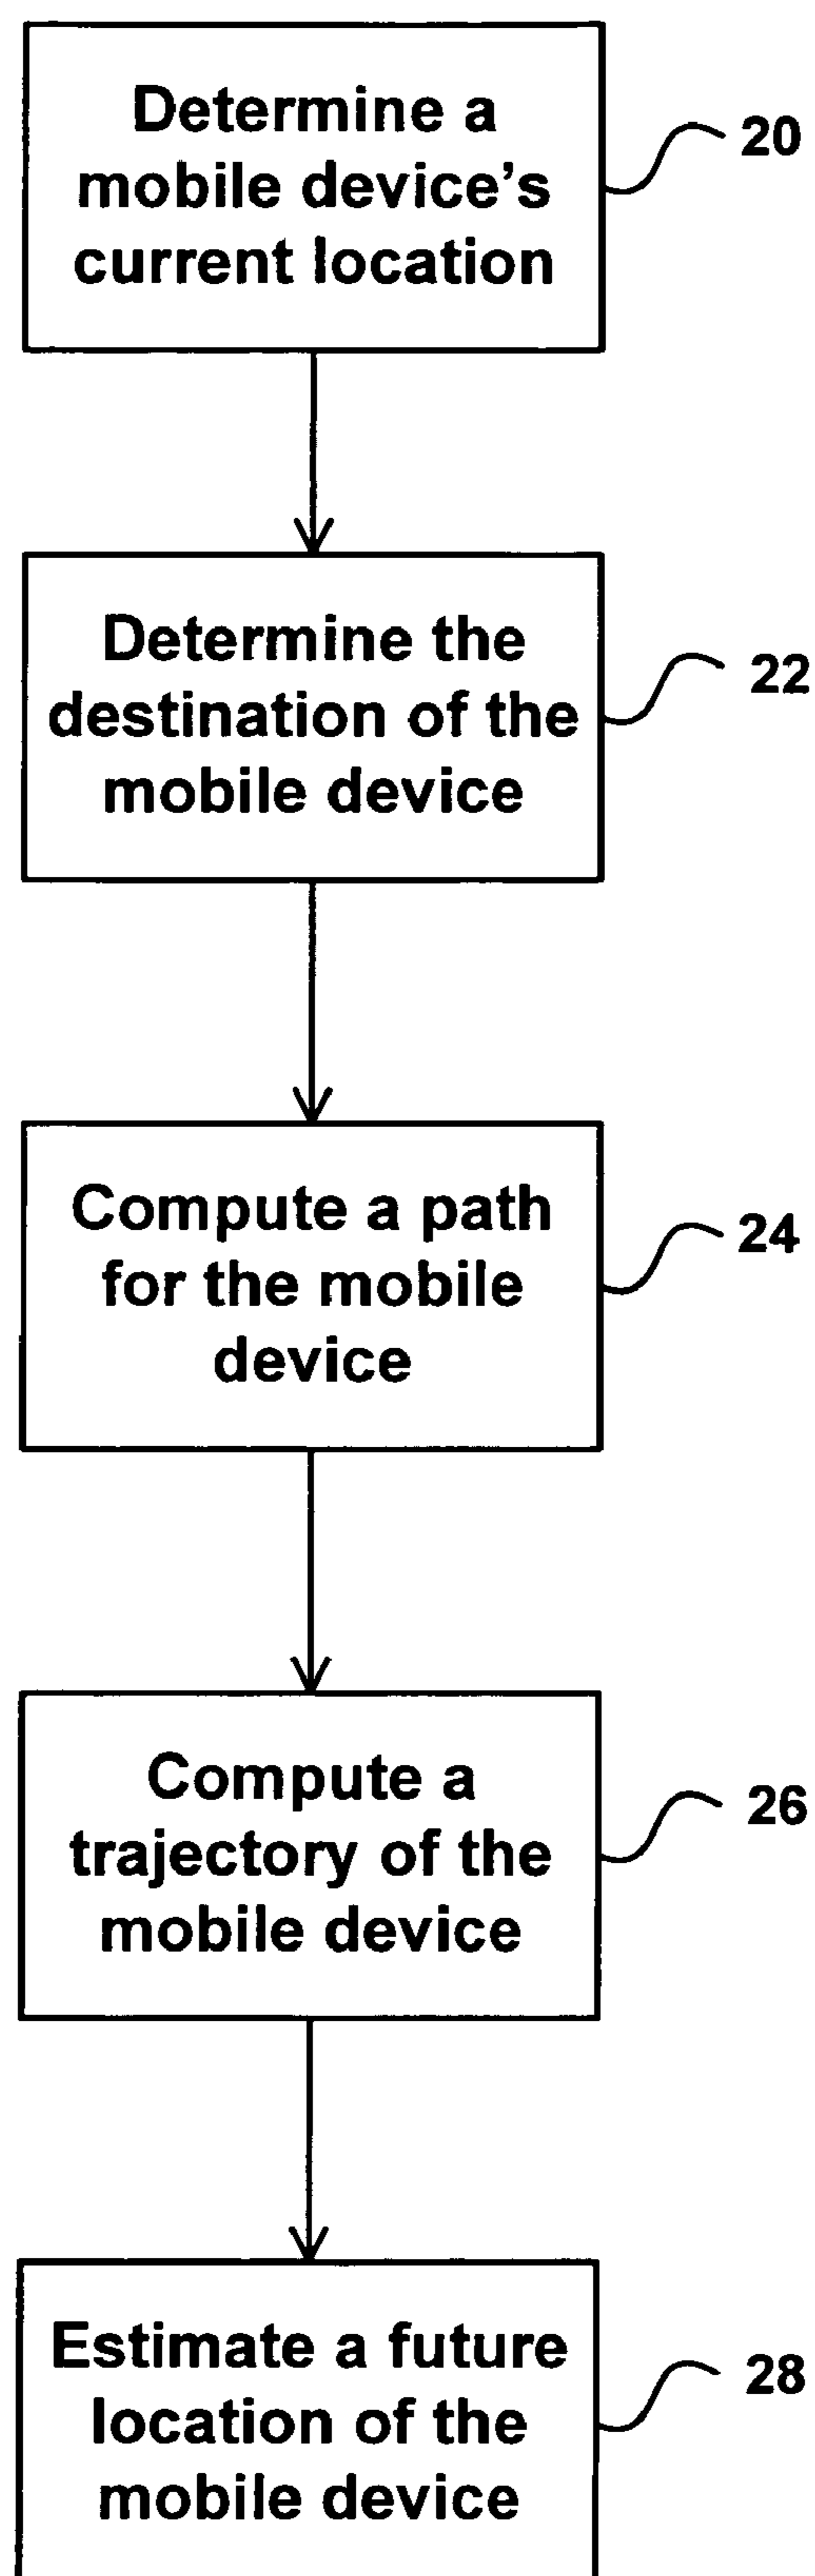 Determine a
mobile device's
current location
20
Determine the
destination of the
mobile device
22
Compute a path
for the mobile
device
24
Compute a
trajectory of the
mobile device
26
Estimate a future
location of the
mobile device
28